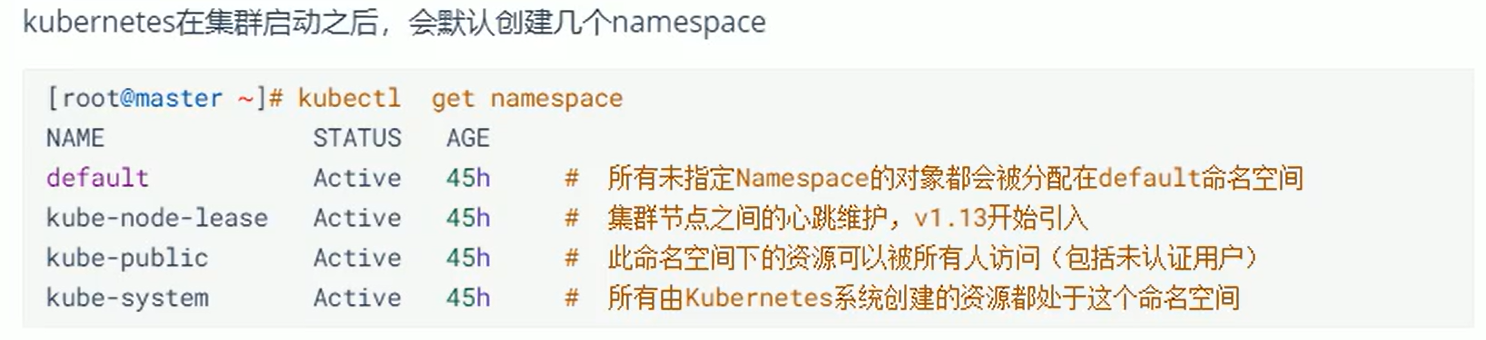 kubernetes在集群启动之后，会默认创建几个namespace
[root@master ~]# kubectl  get namespace
NAME              STATUS   AGE
default           Active   45h     #  所有未指定Namespace的对象都会被分配在default命名空间
kube-node-lease   Active   45h     #  集群节点之间的心跳维护，v1.13开始引入
kube-public       Active   45h     #  此命名空间下的资源可以被所有人访问（包括未认证用户）
kube-system       Active   45h     #  所有由Kubernetes系统创建的资源都处于这个命名空间